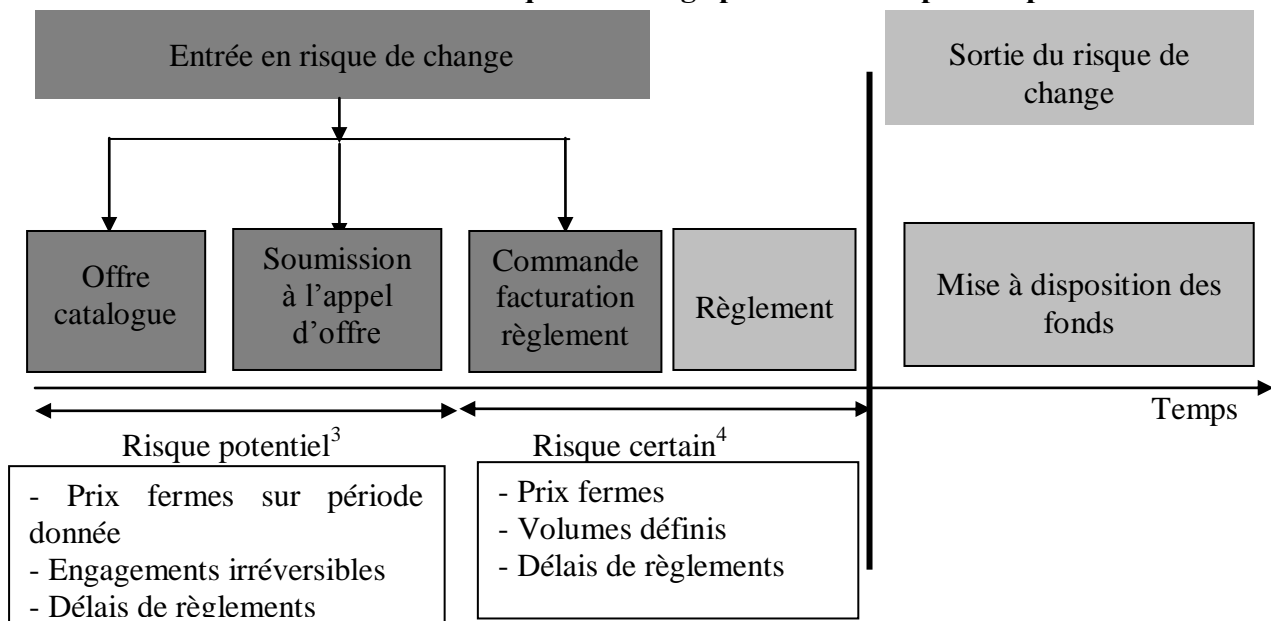 Entrée en risque de change
Sortie du risque de
change
Offre
catalogue
Soumission
à l’appel
d’offre
Commande
facturation
règlement
Règlement
Mise à disposition des
fonds
Temps
Risque potentiel³
Risque certain⁴
- Prix fermes sur période
donnée
- Engagements irréversibles
- Délais de règlements
- Prix fermes
- Volumes définis
- Délais de règlements